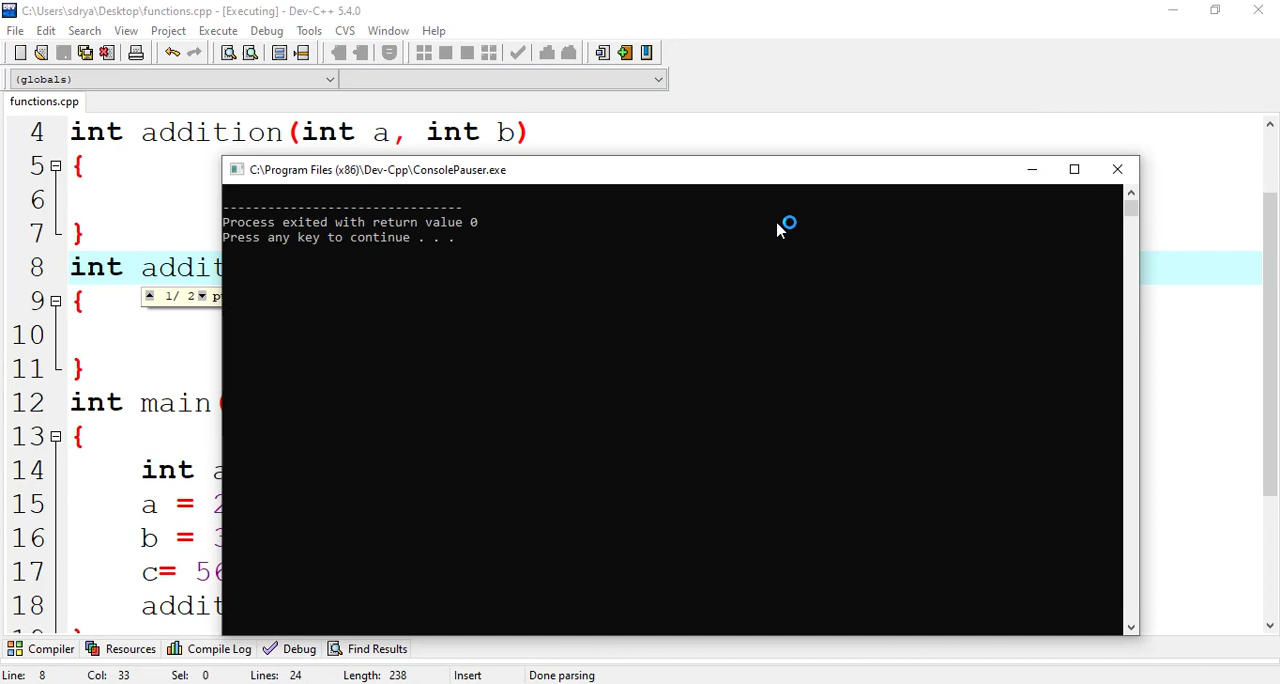 C:\Users\sdrya\Desktop\functions.cpp - [Executing] - Dev-C++ 5.4.0
File Edit Search View Project Execute Debug Tools CVS Window Help
(globals)
functions.cpp
4 int addition(int a, int b)
5 {
C:\Program Files (x86)\Dev-Cpp\ConsolePauser.exe
6
--------------------------------
Process exited with return value 0
7 }
Press any key to continue . . .
8 int addit
1/ 2
9 {
10
11 }
12 int main(
13 {
14 int a
15 a = 2
16 b = 3
17 c= 56
18 addit
Compiler Resources Compile Log Debug Find Results
Line: 8 Col: 33 Sel: 0 Lines: 24 Length: 238 Insert Done parsing